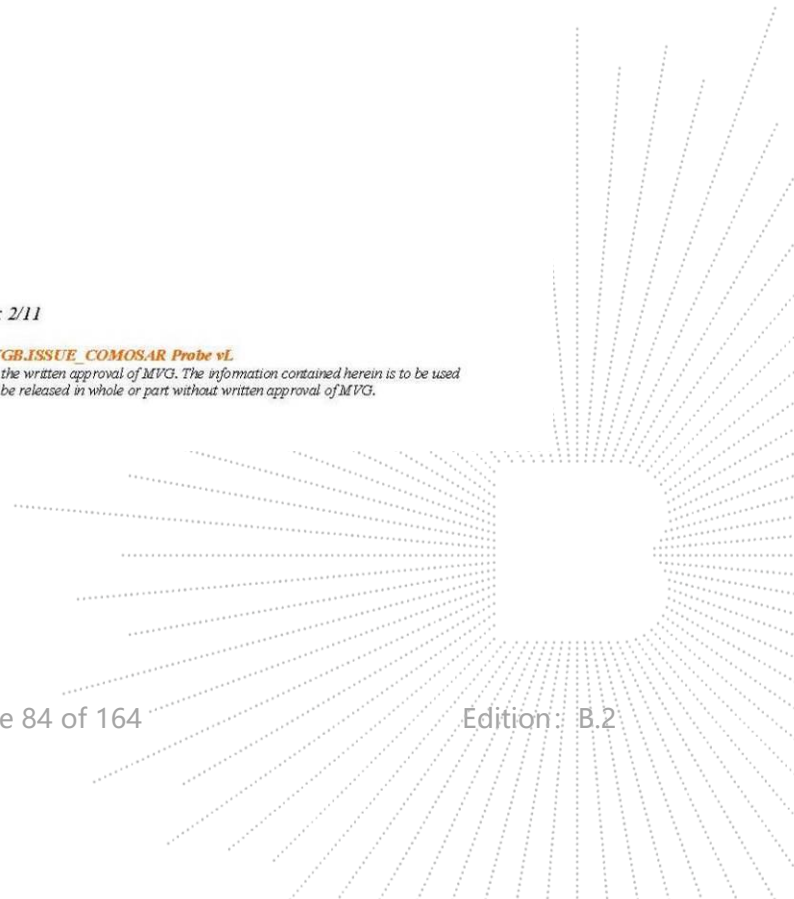 : 2/11
GB.ISSUE_COMOSAR Probe vL
the written approval of MVG. The information contained herein is to be used
be released in whole or part without written approval of MVG.
e 84 of 164 Edition: B.2